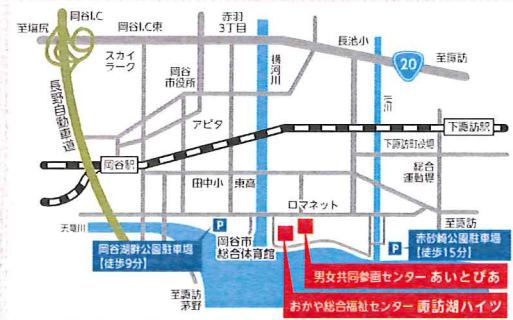 岡谷I.C
至塩尻
岡谷I.C東
赤羽
3丁目
長池小
スカイ
ラーク
岡谷
市役所
横河川
20
至諏訪
長野自動車道
アピタ
下諏訪駅
下諏訪町役場
岡谷駅
総合
運動場
田中小
東高
ロマネット
天竜川
P
至諏訪
岡谷湖畔公園駐車場
【徒歩9分】
岡谷市
総合体育館
P
赤砂崎公園駐車場
【徒歩15分】
男女共同参画センター あいとぴあ
至諏訪
茅野
おかや総合福祉センター 諏訪湖ハイツ